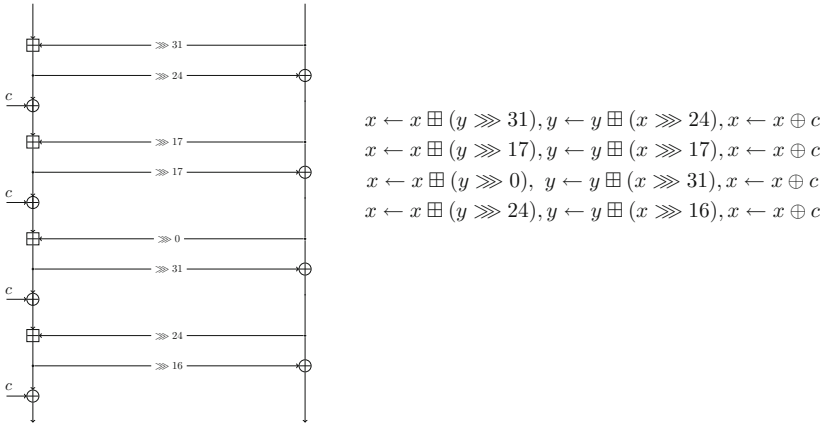 ⋙ 31
⋙ 24
c
⋙ 17
⋙ 17
c
⋙ 0
⋙ 31
c
⋙ 24
⋙ 16
c
x ← x ⊞ (y ⋙ 31), y ← y ⊞ (x ⋙ 24), x ← x ⊕ c
x ← x ⊞ (y ⋙ 17), y ← y ⊞ (x ⋙ 17), x ← x ⊕ c
x ← x ⊞ (y ⋙ 0), y ← y ⊞ (x ⋙ 31), x ← x ⊕ c
x ← x ⊞ (y ⋙ 24), y ← y ⊞ (x ⋙ 16), x ← x ⊕ c